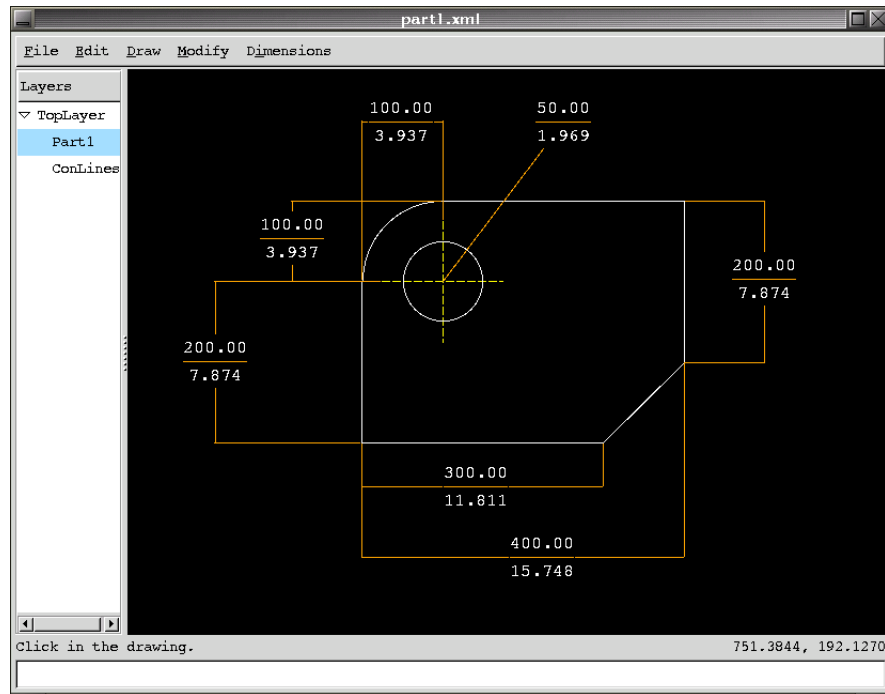 part1.xml
File Edit Draw Modify Dimensions
Layers
TopLayer
Part1
ConLines
100.00
3.937
50.00
1.969
100.00
3.937
200.00
7.874
200.00
7.874
300.00
11.811
400.00
15.748
Click in the drawing.
751.3844, 192.1270